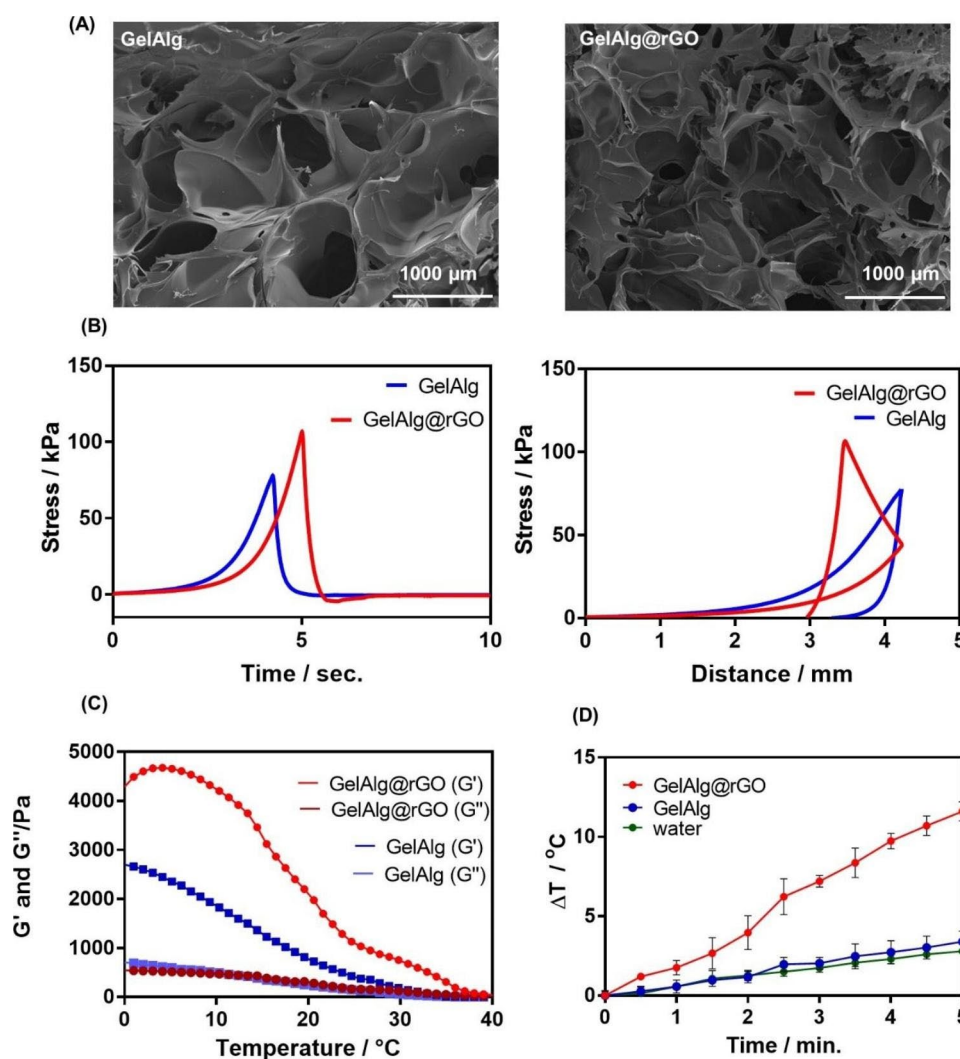 (A)
GelAlg
1000 µm
GelAlg@rGO
1000 µm
(B)
150
100
50
0
Stress / kPa
GelAlg
GelAlg@rGO
0
5
10
Time / sec.
150
100
50
0
Stress / kPa
GelAlg@rGO
GelAlg
0
1
2
3
4
5
Distance / mm
(C)
5000
4000
3000
2000
1000
0
G' and G''/Pa
GelAlg@rGO (G')
GelAlg@rGO (G'')
GelAlg (G')
GelAlg (G'')
0
10
20
30
40
Temperature / °C
(D)
15
10
5
0
ΔT / °C
GelAlg@rGO
GelAlg
water
0
1
2
3
4
5
Time / min.